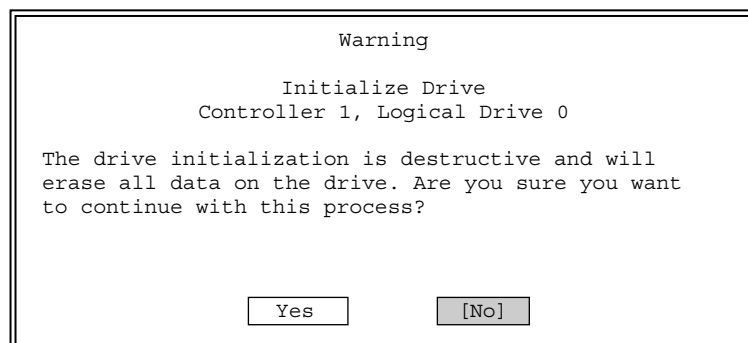 Warning
Initialize Drive
Controller 1, Logical Drive 0
The drive initialization is destructive and will
erase all data on the drive. Are you sure you want
to continue with this process?
Yes [No]